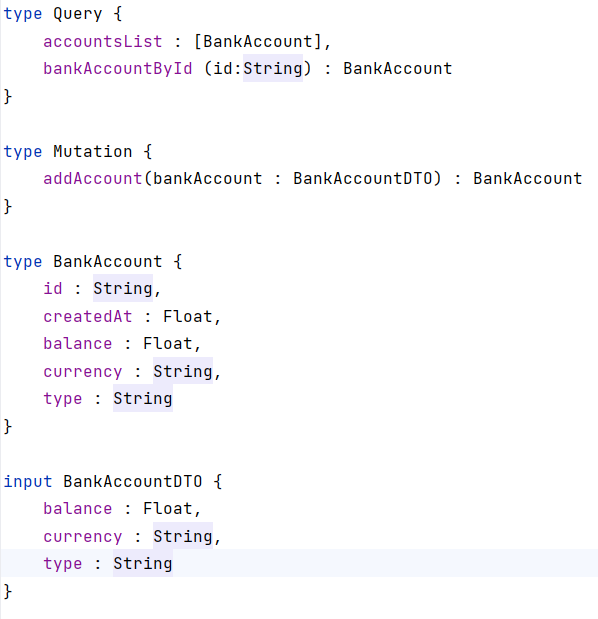 type Query {
    accountsList : [BankAccount],
    bankAccountById (id:String) : BankAccount
}

type Mutation {
    addAccount(bankAccount : BankAccountDTO) : BankAccount
}

type BankAccount {
    id : String,
    createdAt : Float,
    balance : Float,
    currency : String,
    type : String
}

input BankAccountDTO {
    balance : Float,
    currency : String,
    type : String
}